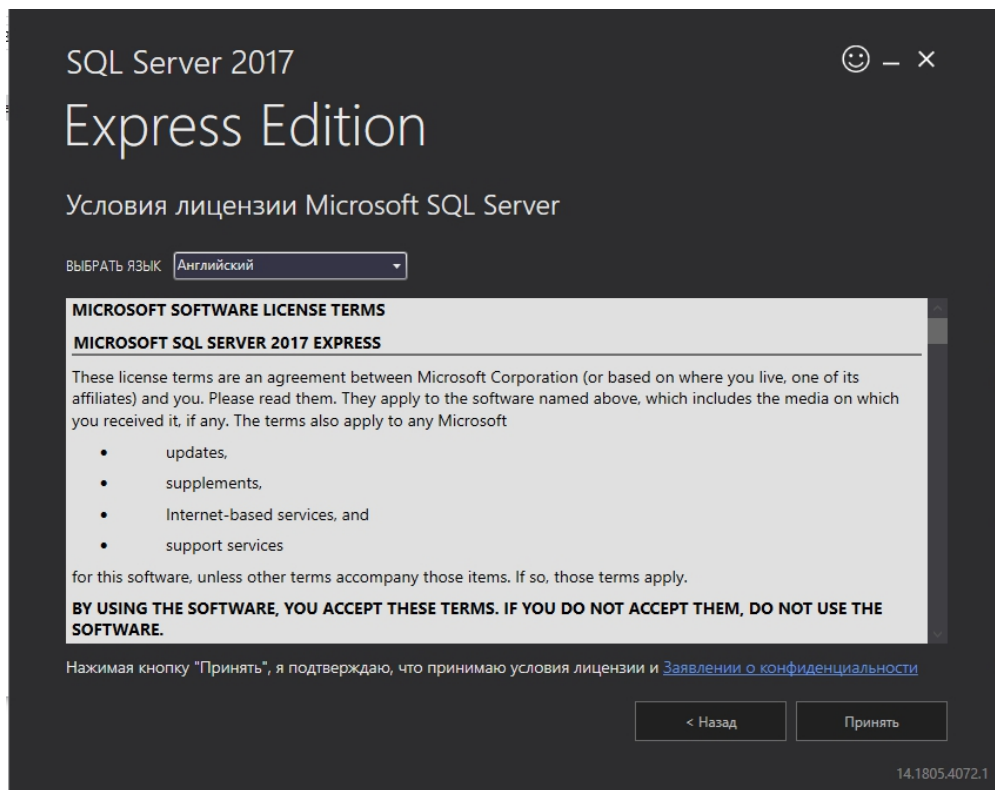 SQL Server 2017
Express Edition
Условия лицензии Microsoft SQL Server
ВЫБРАТЬ ЯЗЫК Английский
MICROSOFT SOFTWARE LICENSE TERMS
MICROSOFT SQL SERVER 2017 EXPRESS
These license terms are an agreement between Microsoft Corporation (or based on where you live, one of its
affiliates) and you. Please read them. They apply to the software named above, which includes the media on which
you received it, if any. The terms also apply to any Microsoft
• updates,
• supplements,
• Internet-based services, and
• support services
for this software, unless other terms accompany those items. If so, those terms apply.
BY USING THE SOFTWARE, YOU ACCEPT THESE TERMS. IF YOU DO NOT ACCEPT THEM, DO NOT USE THE
SOFTWARE.
Нажимая кнопку "Принять", я подтверждаю, что принимаю условия лицензии и Заявлении о конфиденциальности
< Назад Принять
14.1805.4072.1